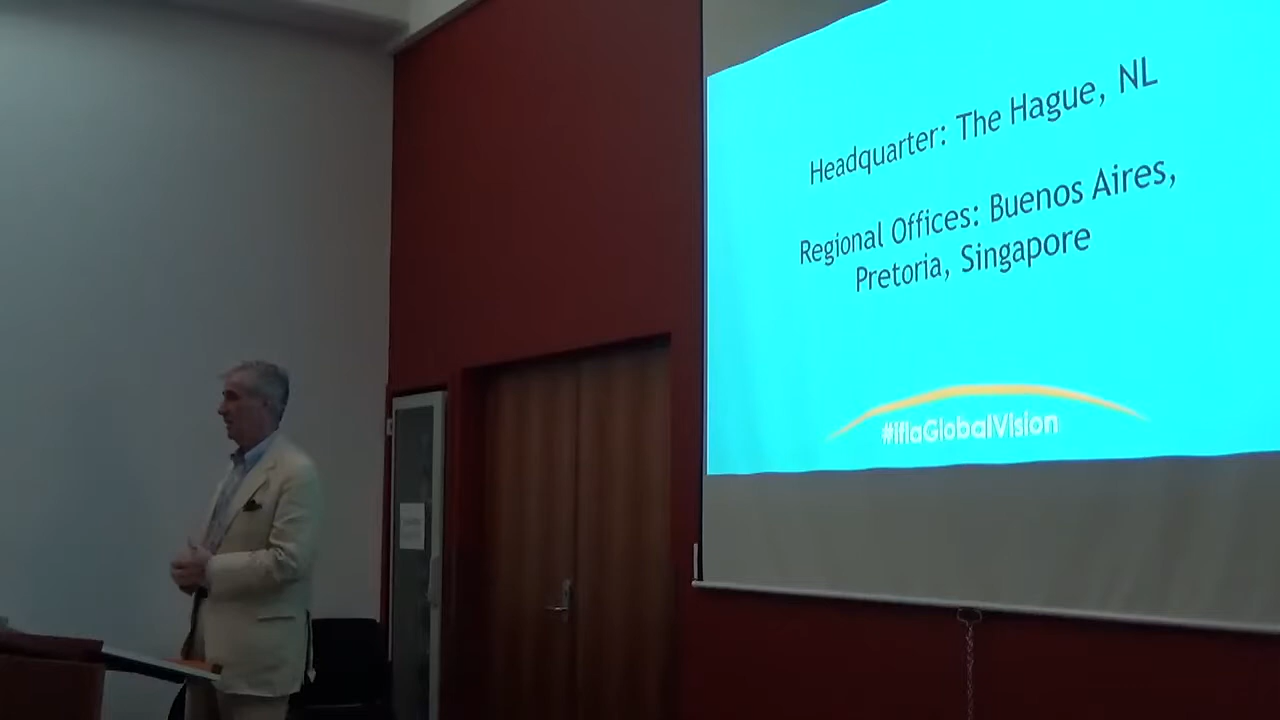 Headquarter: The Hague, NL
Regional Offices: Buenos Aires,
Pretoria, Singapore
#iflaGlobalVision